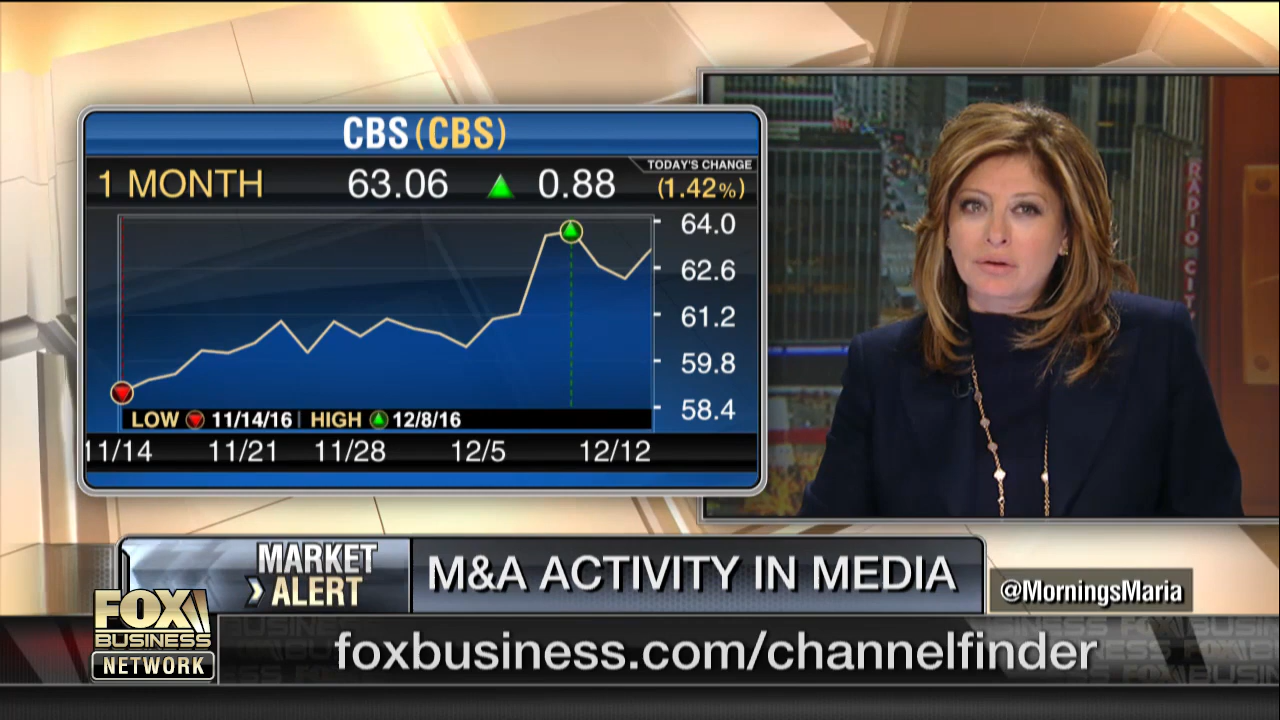 CBS (CBS)
1 MONTH 63.06 0.88
TODAY'S CHANGE
(1.42%)
64.0
62.6
61.2
59.8
58.4
LOW 11/14/16 | HIGH 12/8/16
11/14 11/21 11/28 12/5 12/12
RADIO CITY
MARKET
ALERT
M&A ACTIVITY IN MEDIA
@MorningsMaria
FOX
BUSINESS
NETWORK
foxbusiness.com/channelfinder